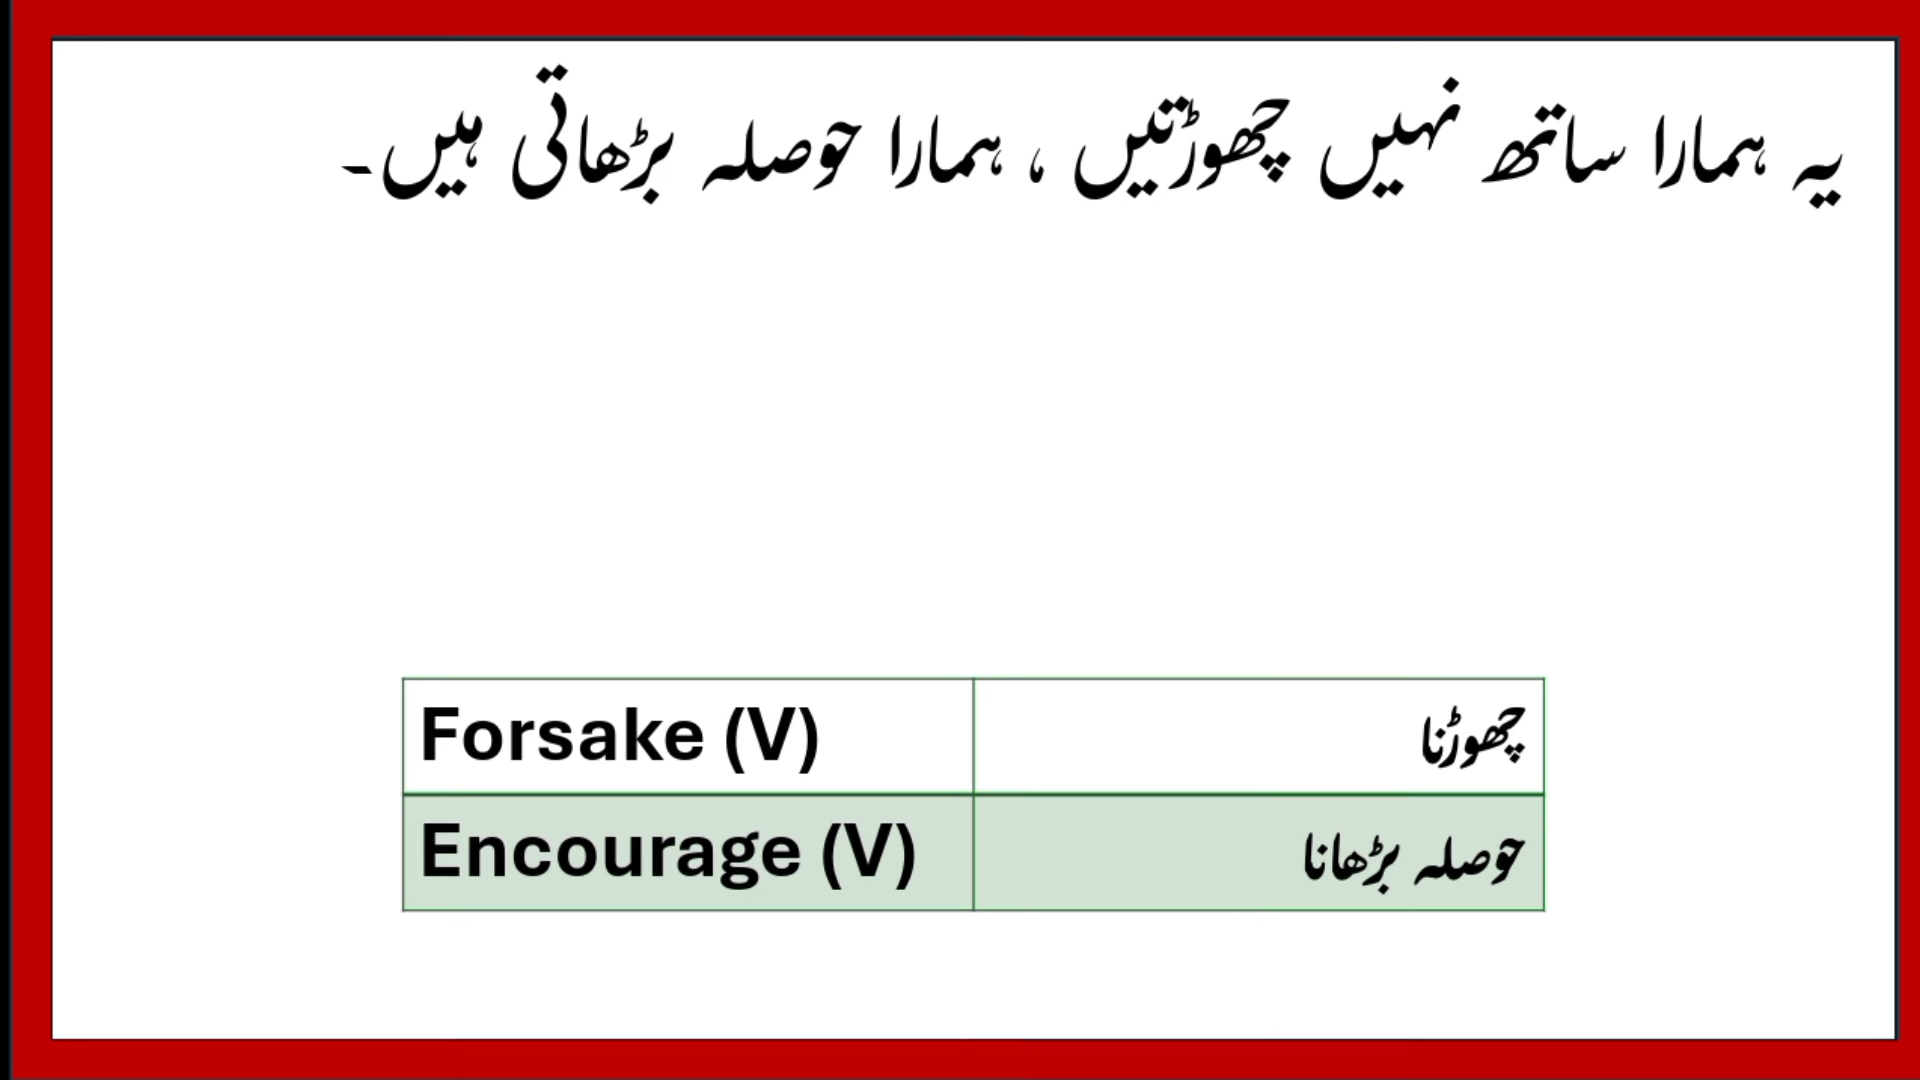 یہ ہمارا ساتھ نہیں چھوڑتیں ، ہمارا حوصلہ بڑھاتی ہیں۔
Forsake (V) چھوڑنا
Encourage (V) حوصلہ بڑھانا